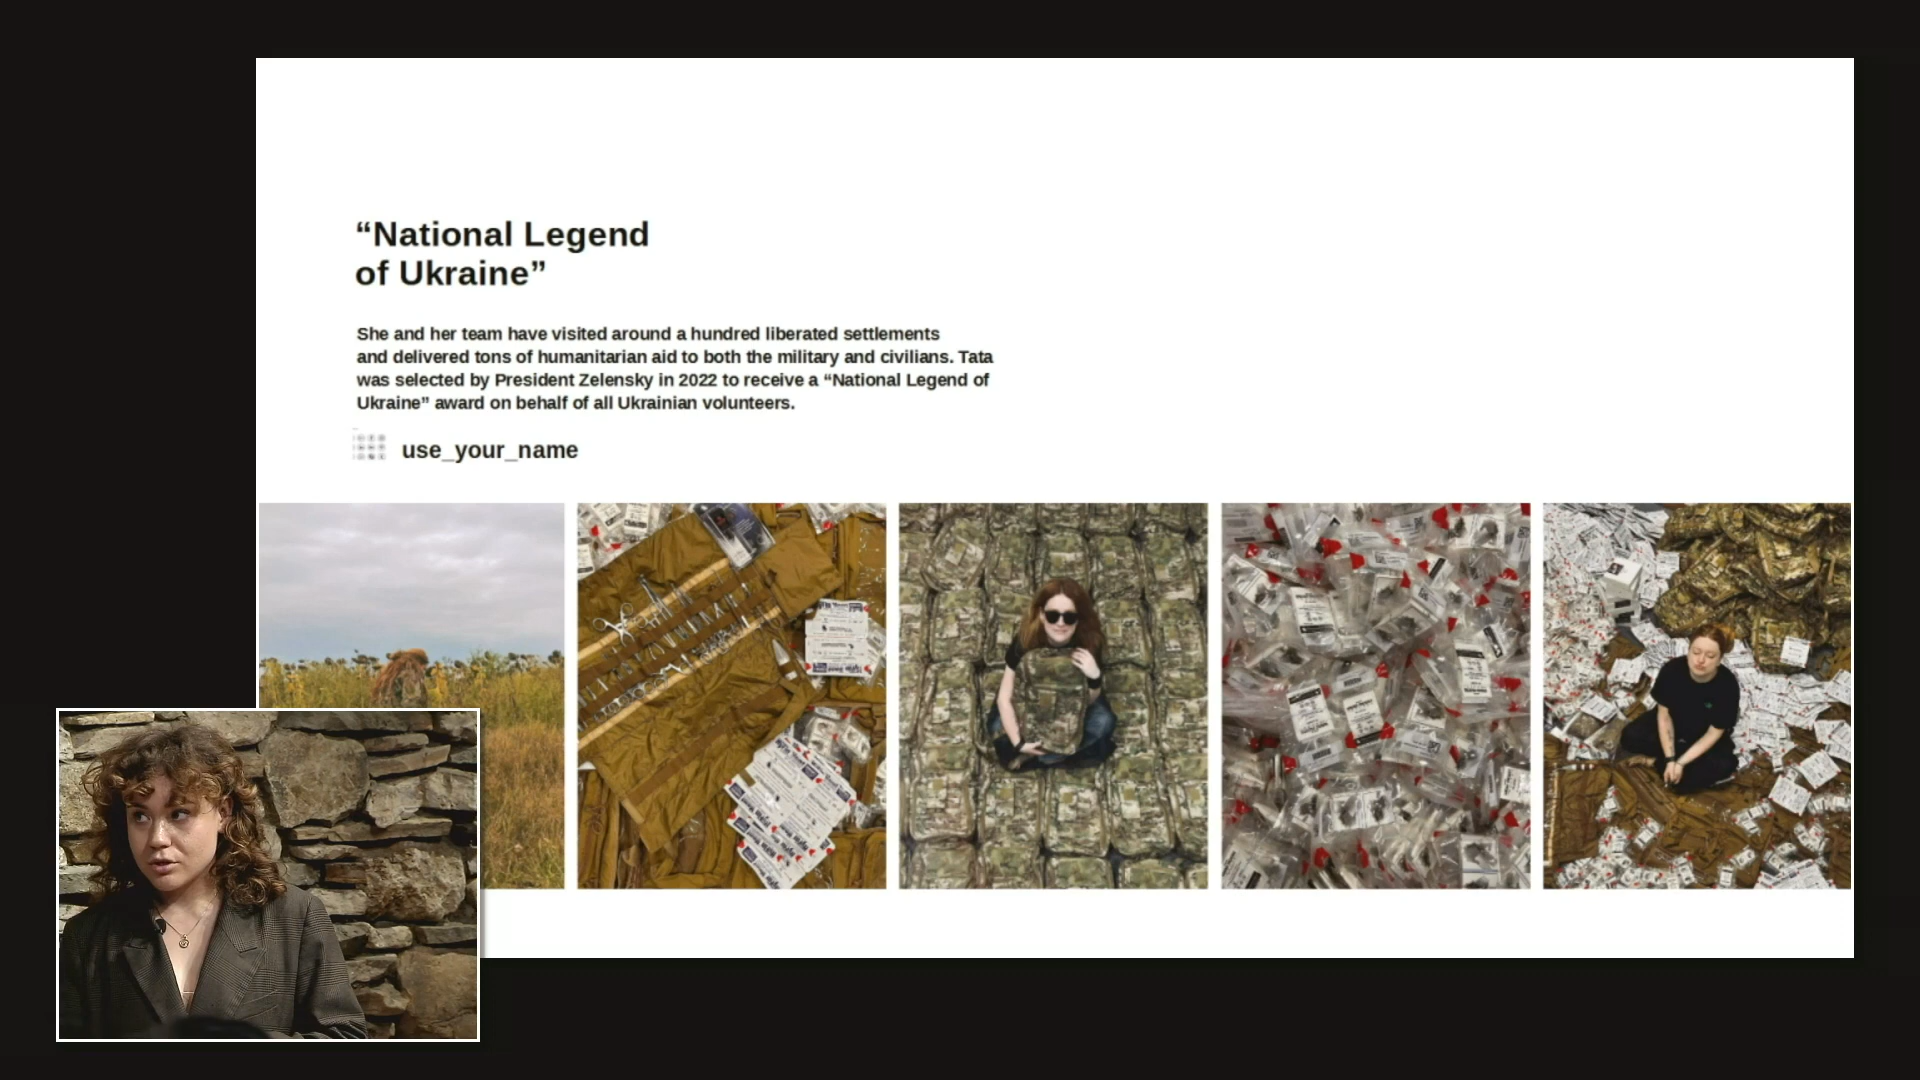 “National Legend
of Ukraine”
She and her team have visited around a hundred liberated settlements
and delivered tons of humanitarian aid to both the military and civilians. Tata
was selected by President Zelensky in 2022 to receive a “National Legend of
Ukraine” award on behalf of all Ukrainian volunteers.
use_your_name